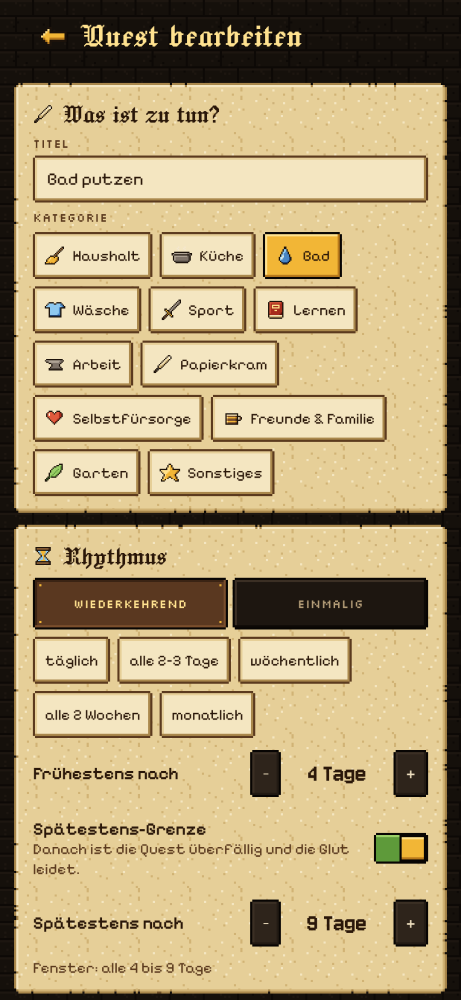 Quest bearbeiten
Was ist zu tun?
TITEL
Bad putzen
KATEGORIE
Haushalt Küche Bad
Wäsche Sport Lernen
Arbeit Papierkram
Selbstfürsorge Freunde & Familie
Garten Sonstiges
Rhythmus
WIEDERKEHREND EINMALIG
täglich alle 2-3 Tage wöchentlich
alle 2 Wochen monatlich
Frühestens nach - 4 Tage +
Spätestens-Grenze
Danach ist die Quest überfällig und die Glut
leidet.
Spätestens nach - 9 Tage +
Fenster: alle 4 bis 9 Tage